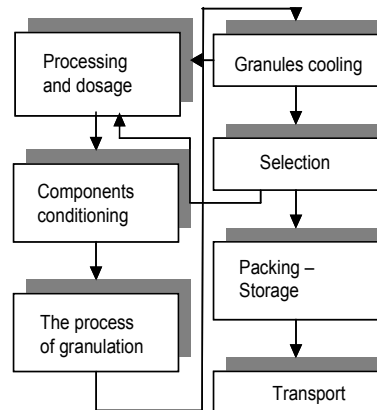 Processing
and dosage
Components
conditioning
The process
of granulation
Granules cooling
Selection
Packing –
Storage
Transport